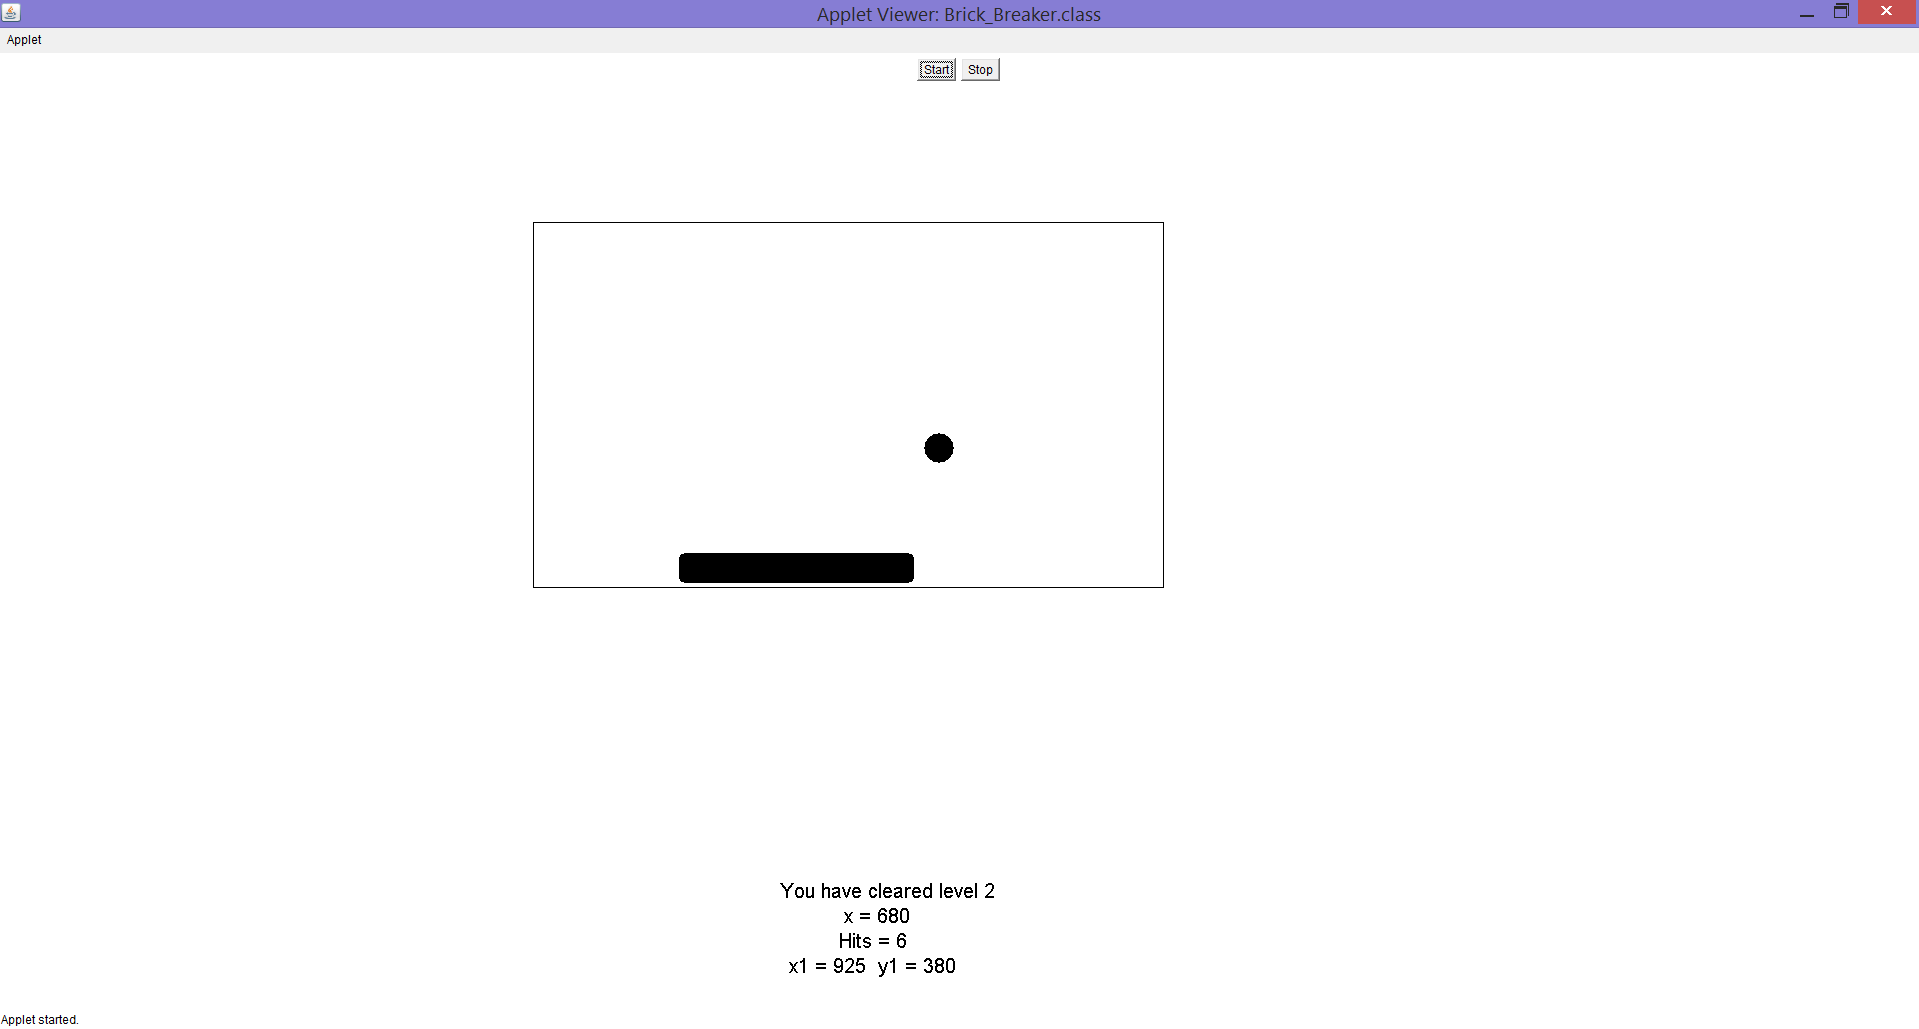 Applet Viewer: Brick_Breaker.class
Applet
Start Stop
You have cleared level 2
x = 680
Hits = 6
x1 = 925 y1 = 380
Applet started.